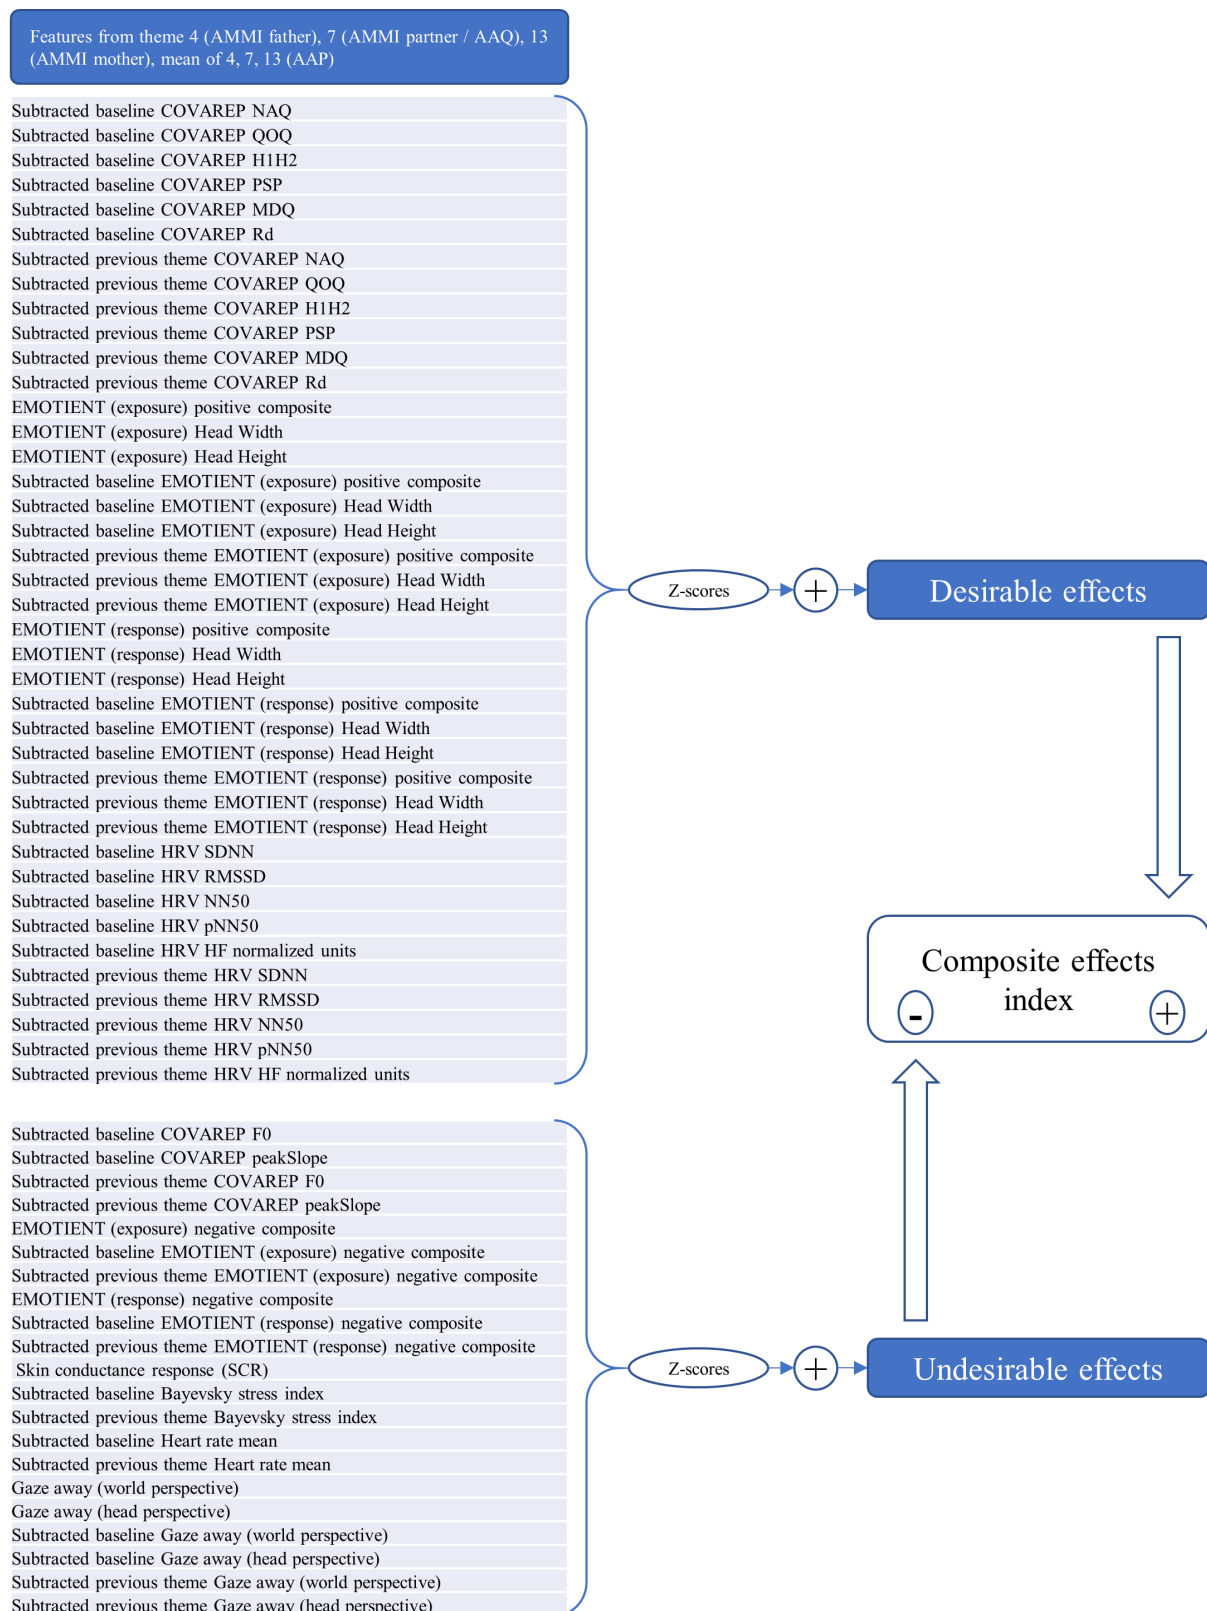 Features from theme 4 (AMMI father), 7 (AMMI partner / AAQ), 13
(AMMI mother), mean of 4, 7, 13 (AAP)
Subtracted baseline COVAREP NAQ
Subtracted baseline COVAREP QOQ
Subtracted baseline COVAREP H1H2
Subtracted baseline COVAREP PSP
Subtracted baseline COVAREP MDQ
Subtracted baseline COVAREP Rd
Subtracted previous theme COVAREP NAQ
Subtracted previous theme COVAREP QOQ
Subtracted previous theme COVAREP H1H2
Subtracted previous theme COVAREP PSP
Subtracted previous theme COVAREP MDQ
Subtracted previous theme COVAREP Rd
EMOTIENT (exposure) positive composite
EMOTIENT (exposure) Head Width
EMOTIENT (exposure) Head Height
Subtracted baseline EMOTIENT (exposure) positive composite
Subtracted baseline EMOTIENT (exposure) Head Width
Subtracted baseline EMOTIENT (exposure) Head Height
Subtracted previous theme EMOTIENT (exposure) positive composite
Subtracted previous theme EMOTIENT (exposure) Head Width
Subtracted previous theme EMOTIENT (exposure) Head Height
EMOTIENT (response) positive composite
EMOTIENT (response) Head Width
EMOTIENT (response) Head Height
Subtracted baseline EMOTIENT (response) positive composite
Subtracted baseline EMOTIENT (response) Head Width
Subtracted baseline EMOTIENT (response) Head Height
Subtracted previous theme EMOTIENT (response) positive composite
Subtracted previous theme EMOTIENT (response) Head Width
Subtracted previous theme EMOTIENT (response) Head Height
Subtracted baseline HRV SDNN
Subtracted baseline HRV RMSSD
Subtracted baseline HRV NN50
Subtracted baseline HRV pNN50
Subtracted baseline HRV HF normalized units
Subtracted previous theme HRV SDNN
Subtracted previous theme HRV RMSSD
Subtracted previous theme HRV NN50
Subtracted previous theme HRV pNN50
Subtracted previous theme HRV HF normalized units
Z-scores
+
Desirable effects
Composite effects
index
-
+
Subtracted baseline COVAREP F0
Subtracted baseline COVAREP peakSlope
Subtracted previous theme COVAREP F0
Subtracted previous theme COVAREP peakSlope
EMOTIENT (exposure) negative composite
Subtracted baseline EMOTIENT (exposure) negative composite
Subtracted previous theme EMOTIENT (exposure) negative composite
EMOTIENT (response) negative composite
Subtracted baseline EMOTIENT (response) negative composite
Subtracted previous theme EMOTIENT (response) negative composite
Skin conductance response (SCR)
Subtracted baseline Bayevsky stress index
Subtracted previous theme Bayevsky stress index
Subtracted baseline Heart rate mean
Subtracted previous theme Heart rate mean
Gaze away (world perspective)
Gaze away (head perspective)
Subtracted baseline Gaze away (world perspective)
Subtracted baseline Gaze away (head perspective)
Subtracted previous theme Gaze away (world perspective)
Subtracted previous theme Gaze away (head perspective)
Z-scores
+
Undesirable effects